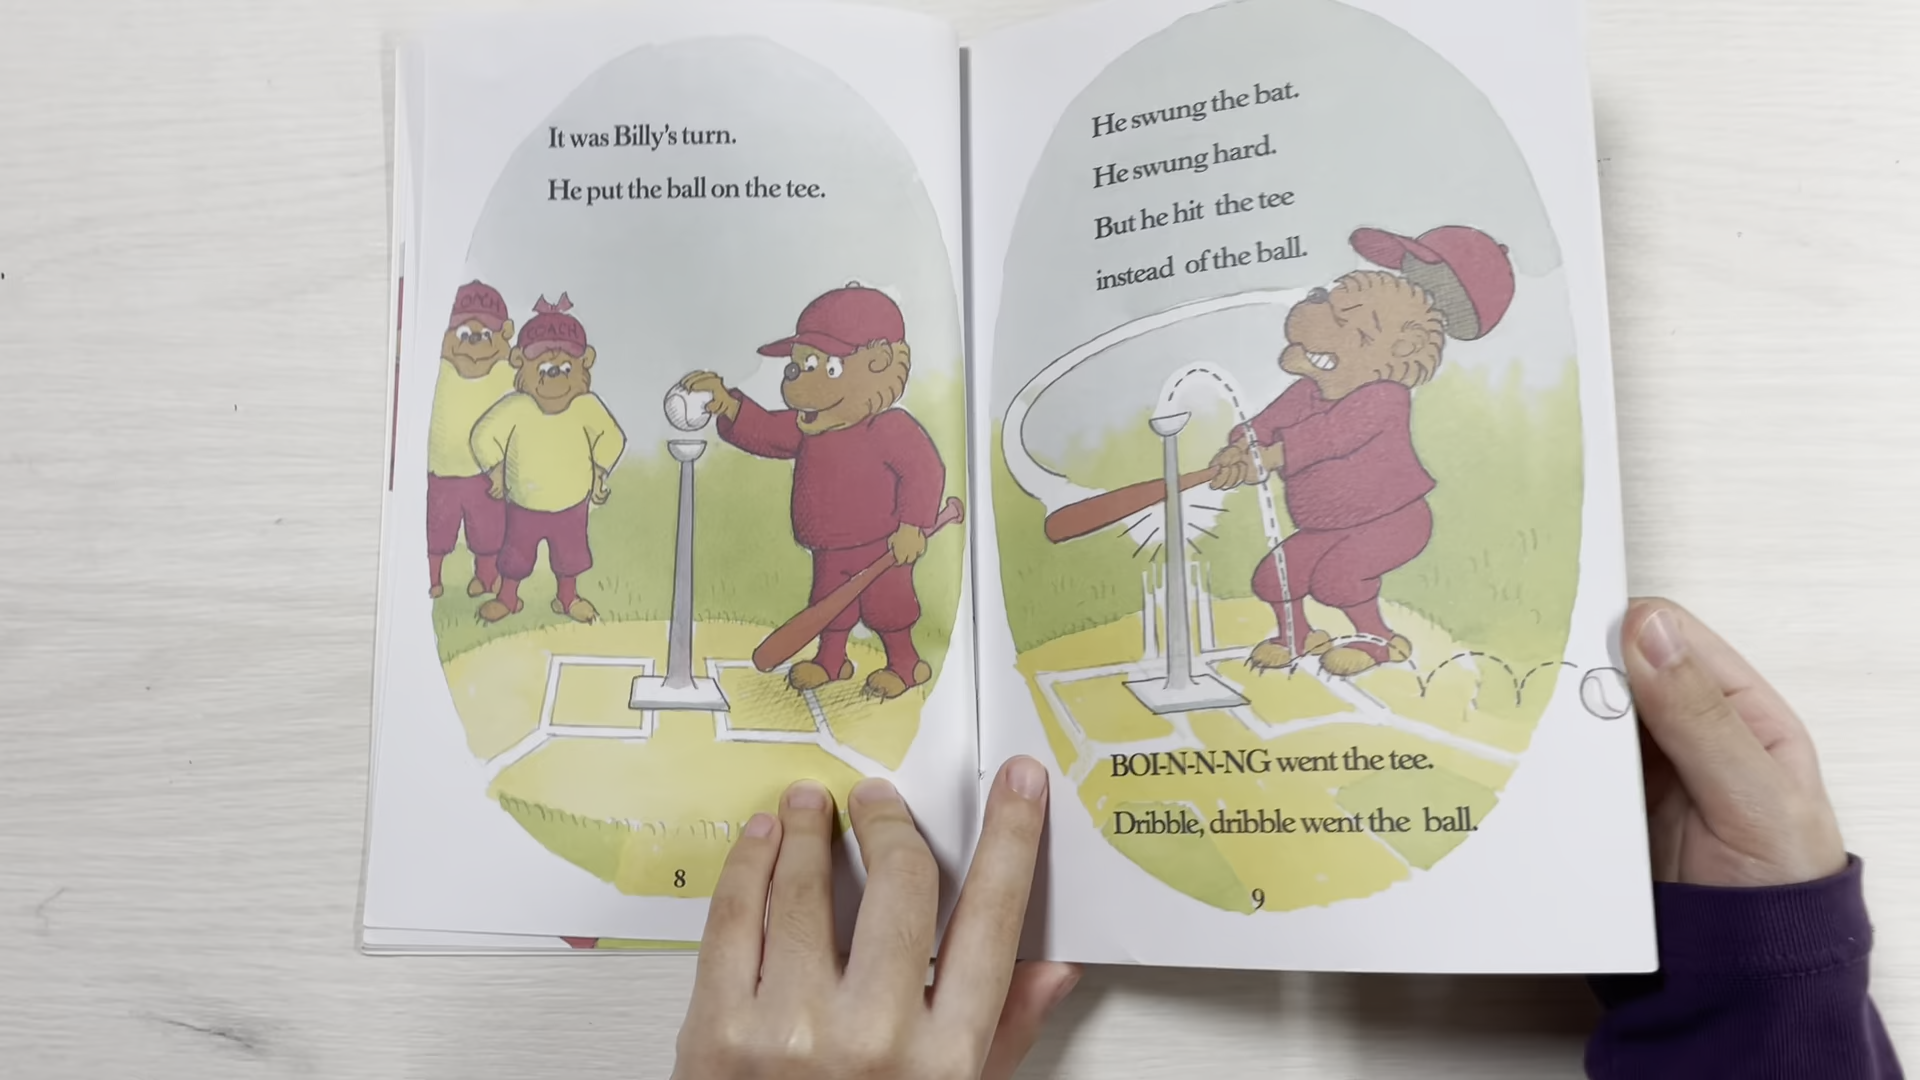 It was Billy's turn.
He put the ball on the tee.
COACH
COACH
8
He swung the bat.
He swung hard.
But he hit the tee
instead of the ball.
BOI-N-N-NG went the tee.
Dribble, dribble went the ball.
9